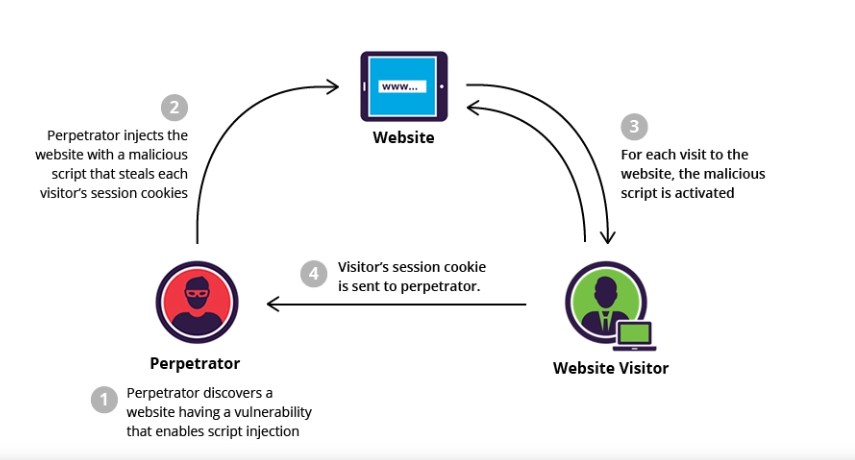 www...
Website
2
Perpetrator injects the
website with a malicious
script that steals each
visitor's session cookies
3
For each visit to the
website, the malicious
script is activated
4
Visitor's session cookie
is sent to perpetrator.
Perpetrator
Website Visitor
1
Perpetrator discovers a
website having a vulnerability
that enables script injection